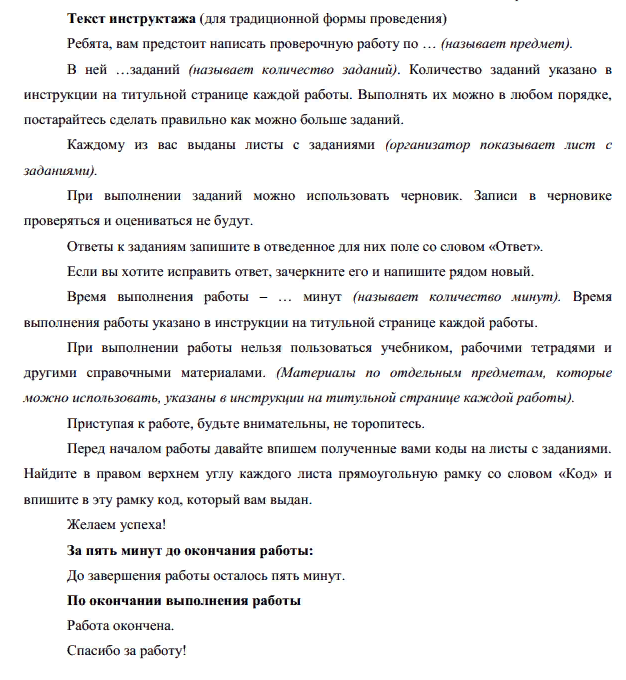 Текст инструктажа (для традиционной формы проведения)
Ребята, вам предстоит написать проверочную работу по … (называет предмет).
В ней …заданий (называет количество заданий). Количество заданий указано в
инструкции на титульной странице каждой работы. Выполнять их можно в любом порядке,
постарайтесь сделать правильно как можно больше заданий.
Каждому из вас выданы листы с заданиями (организатор показывает лист с
заданиями).
При выполнении заданий можно использовать черновик. Записи в черновике
проверяться и оцениваться не будут.
Ответы к заданиям запишите в отведенное для них поле со словом «Ответ».
Если вы хотите исправить ответ, зачеркните его и напишите рядом новый.
Время выполнения работы – … минут (называет количество минут). Время
выполнения работы указано в инструкции на титульной странице каждой работы.
При выполнении работы нельзя пользоваться учебником, рабочими тетрадями и
другими справочными материалами. (Материалы по отдельным предметам, которые
можно использовать, указаны в инструкции на титульной странице каждой работы).
Приступая к работе, будьте внимательны, не торопитесь.
Перед началом работы давайте впишем полученные вами коды на листы с заданиями.
Найдите в правом верхнем углу каждого листа прямоугольную рамку со словом «Код» и
впишите в эту рамку код, который вам выдан.
Желаем успеха!
За пять минут до окончания работы:
До завершения работы осталось пять минут.
По окончании выполнения работы
Работа окончена.
Спасибо за работу!